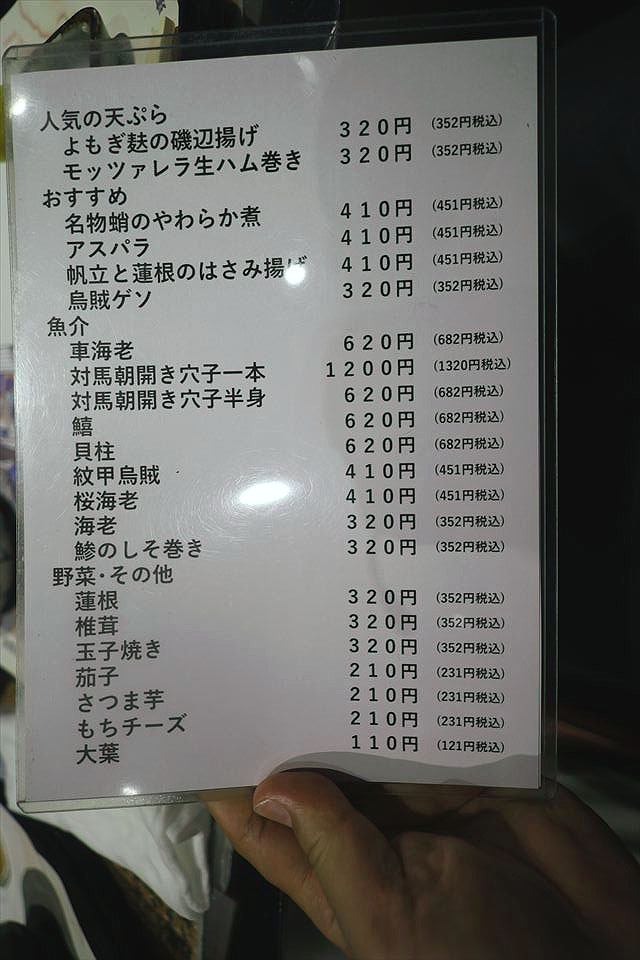 人気の天ぷら
よもぎ麩の磯辺揚げ 320円 (352円税込)
モッツァレラ生ハム巻き 320円 (352円税込)
おすすめ
名物蛸のやわらか煮 410円 (451円税込)
アスパラ 410円 (451円税込)
帆立と蓮根のはさみ揚げ 410円 (451円税込)
烏賊ゲソ 320円 (352円税込)
魚介
車海老 620円 (682円税込)
対馬朝開き穴子一本 1200円 (1320円税込)
対馬朝開き穴子半身 620円 (682円税込)
鱚 620円 (682円税込)
貝柱 620円 (682円税込)
紋甲烏賊 410円 (451円税込)
桜海老 410円 (451円税込)
海老 320円 (352円税込)
鯵のしそ巻き 320円 (352円税込)
野菜・その他
蓮根 320円 (352円税込)
椎茸 320円 (352円税込)
玉子焼き 320円 (352円税込)
茄子 210円 (231円税込)
さつま芋 210円 (231円税込)
もちチーズ 210円 (231円税込)
大葉 110円 (121円税込)